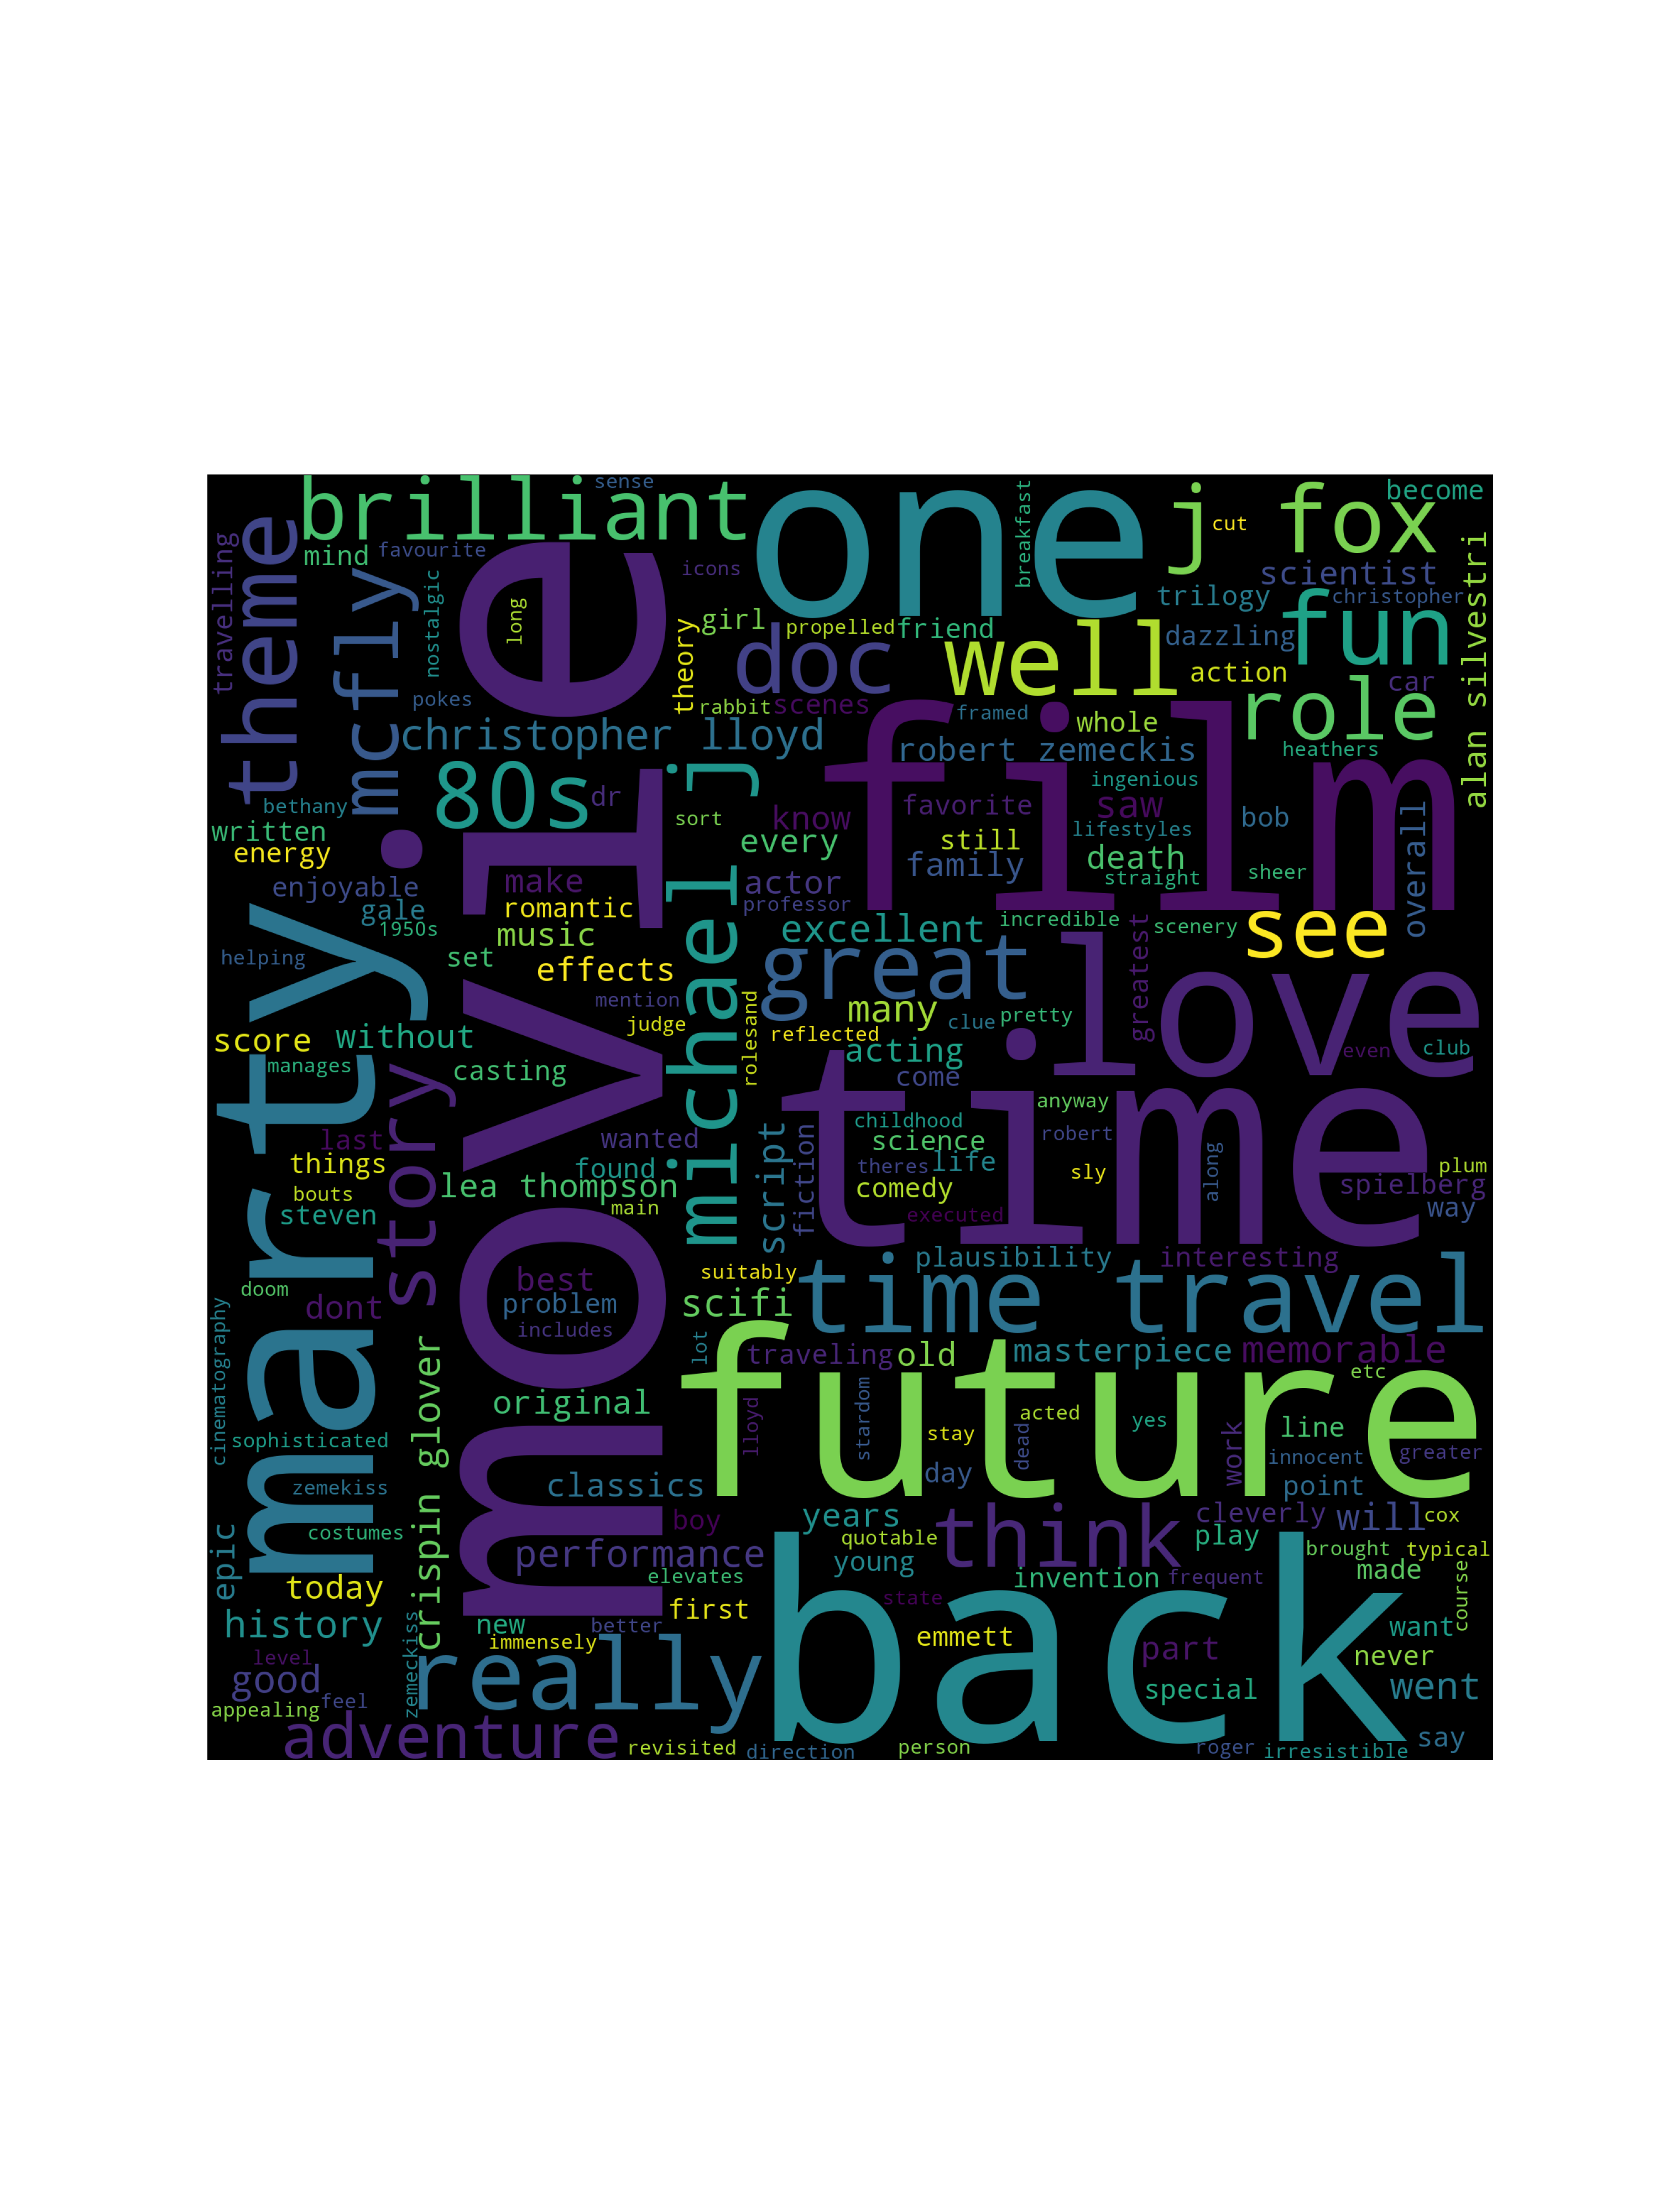 brilliant
sense
one
breakfast
j fox
cut
become
mind
favourite
icons
scientist
alan silvestri
travelling
theme
mcfly
nostalgic
long
movie
trilogy
christopher
fun
girl
propelled
friend
well
dazzling
theory
doc
action
car
pokes
rabbit
scenes
framed
whole
role
christopher lloyd
film
robert zemeckis
heathers
80s
dr
michael j
ingenious
bethany
sort
know
favorite
saw
bob
overall
written
every
still
lifestyles
energy
family
death
sheer
enjoyable
make
actor
straight
gale
romantic
professor
1950s
music
excellent
incredible
greatest
scenery
see
helping
set
effects
great
love
marty
mention
many
clue
pretty
score
without
judge
rolesand
reflected
acting
even
club
manages
casting
come
time
story
childhood
anyway
last
wanted
script
fiction
science
robert
things
found
theres
life
sly
along
plum
bouts
lea thompson
comedy
spielberg
steven
main
executed
way
doom
best
suitably
plausibility
interesting
dont
problem
scifi
time travel
cinematography
includes
lot
traveling
old
masterpiece
memorable
crispin glover
future
etc
original
lloyd
stardom
acted
yes
line
sophisticated
stay
dead
work
innocent
greater
zemekiss
classics
day
point
epic
costumes
boy
years
think
cleverly
will
cox
performance
quotable
play
brought
typical
today
elevates
young
invention
frequent
made
course
history
new
better
first
back
state
want
level
zemeckiss
immensely
emmett
part
never
good
feel
really
special
went
appealing
adventure
revisited
direction
person
roger
irresistible
say